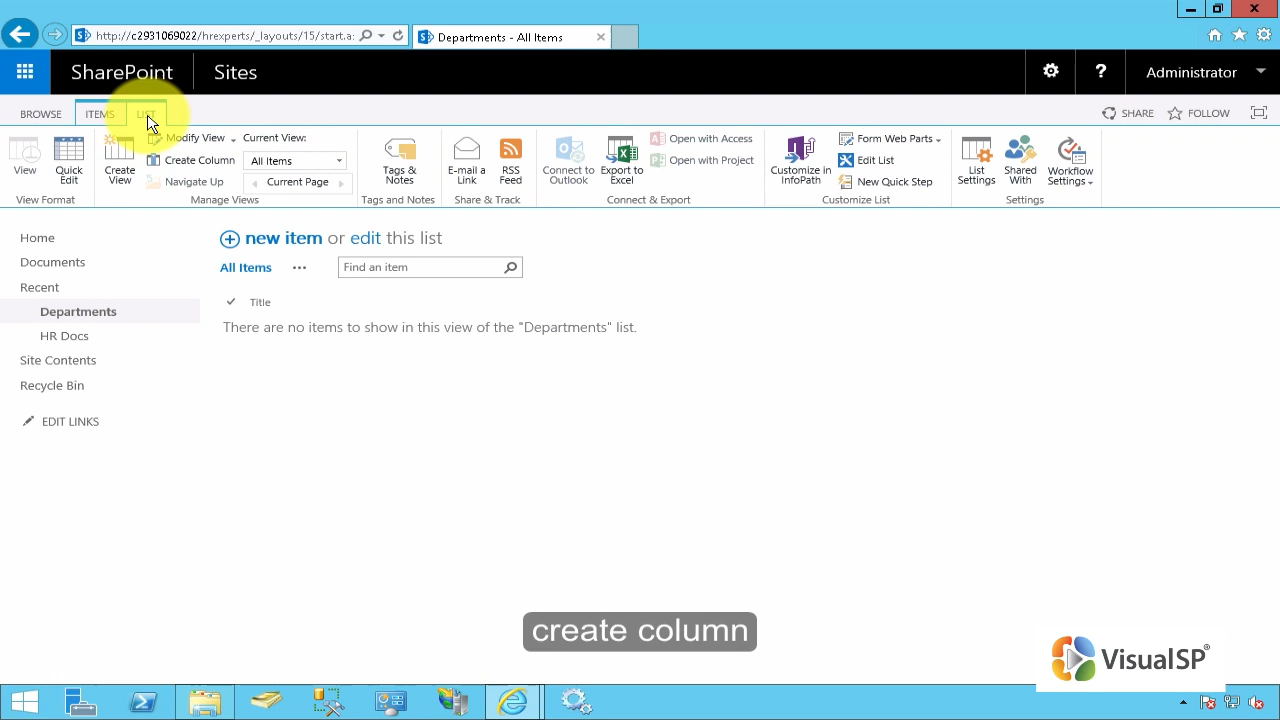 http://c2931069022/hrexperts/_layouts/15/start.a:
Departments - All Items
SharePoint
Sites
Administrator
BROWSE
ITEMS
LIST
SHARE
FOLLOW
View
Quick Edit
View Format
Create View
Modify View
Create Column
Navigate Up
Current View:
All Items
Current Page
Manage Views
Tags & Notes
Tags and Notes
E-mail a Link
RSS Feed
Share & Track
Connect to Outlook
Export to Excel
Open with Access
Open with Project
Connect & Export
Customize in InfoPath
Form Web Parts
Edit List
New Quick Step
Customize List
List Settings
Shared With
Workflow Settings
Settings
Home
Documents
Recent
Departments
HR Docs
Site Contents
Recycle Bin
EDIT LINKS
new item or edit this list
All Items
Find an item
Title
There are no items to show in this view of the "Departments" list.
create column
VisualSP®